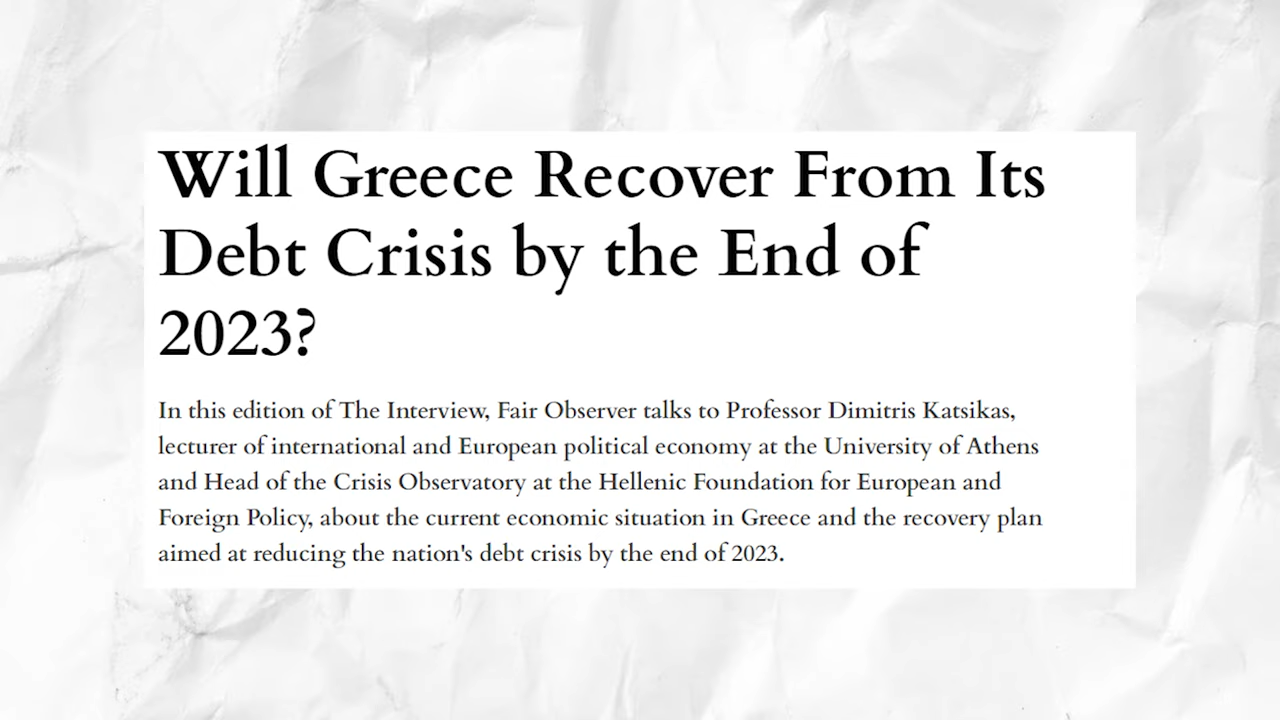 Will Greece Recover From Its
Debt Crisis by the End of
2023?
In this edition of The Interview, Fair Observer talks to Professor Dimitris Katsikas,
lecturer of international and European political economy at the University of Athens
and Head of the Crisis Observatory at the Hellenic Foundation for European and
Foreign Policy, about the current economic situation in Greece and the recovery plan
aimed at reducing the nation's debt crisis by the end of 2023.